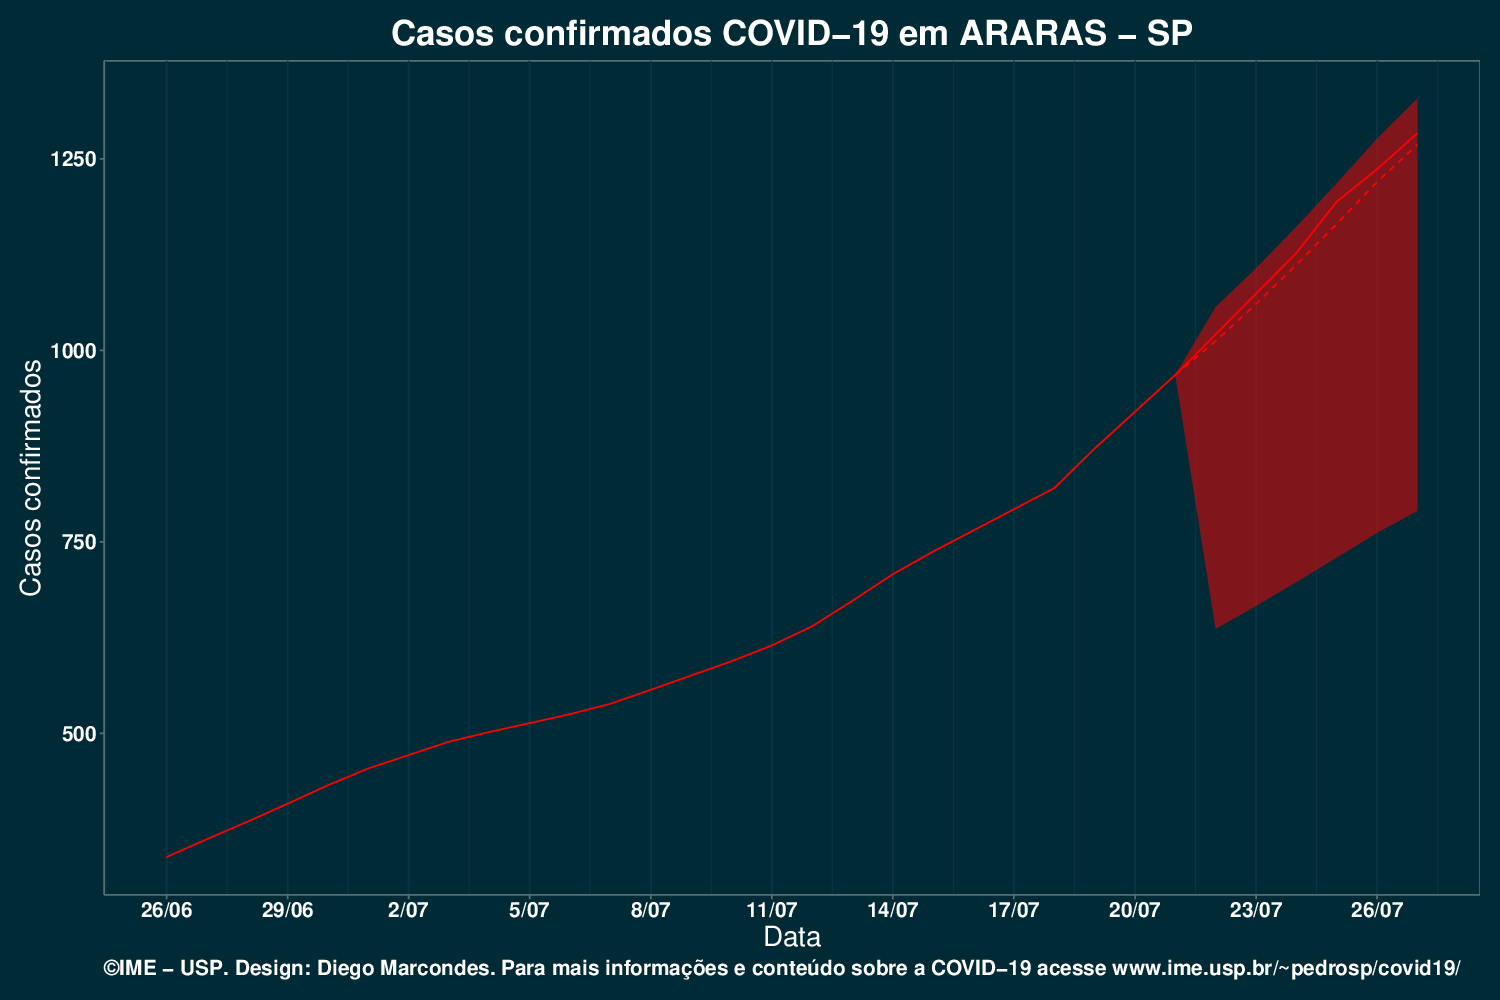 Casos confirmados COVID−19 em ARARAS − SP
Casos confirmados
1250
1000
750
500
26/06 29/06 2/07 5/07 8/07 11/07 14/07 17/07 20/07 23/07 26/07
Data
©IME − USP. Design: Diego Marcondes. Para mais informações e conteúdo sobre a COVID−19 acesse www.ime.usp.br/~pedrosp/covid19/